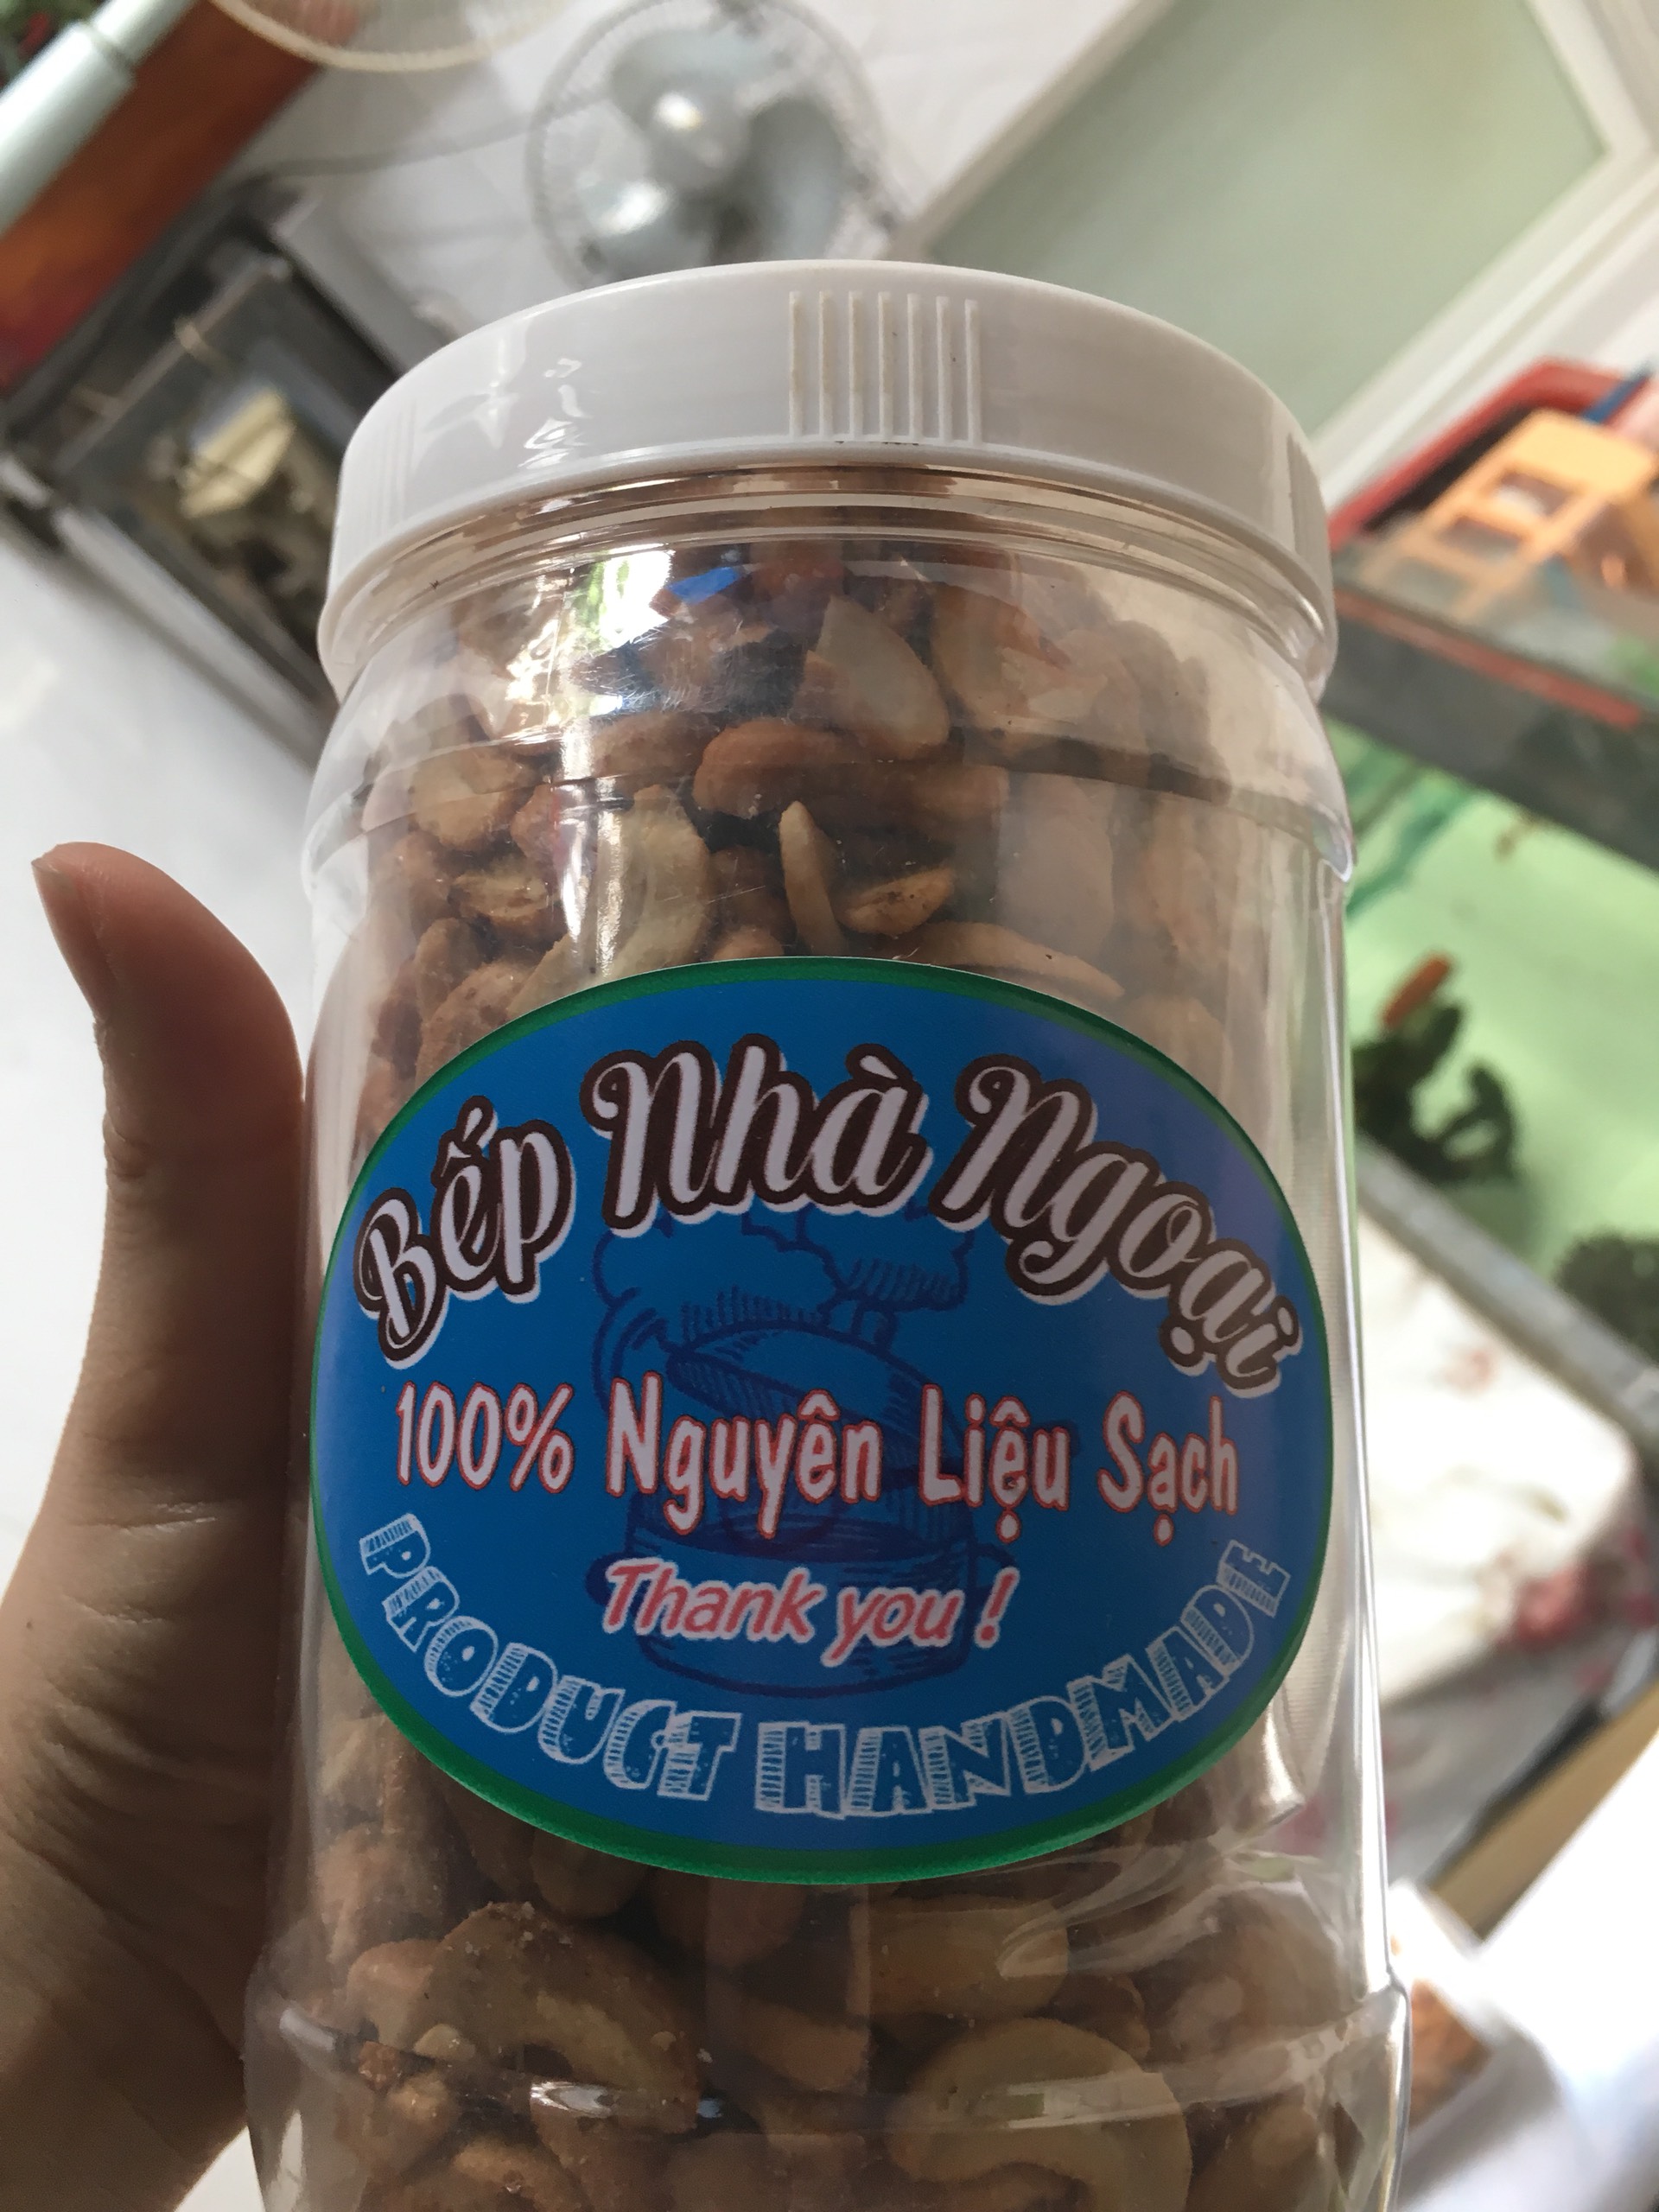 Bếp Nhà Ngoại
100% Nguyên Liệu Sạch
Thank you !
PRODUCT HANDMADE